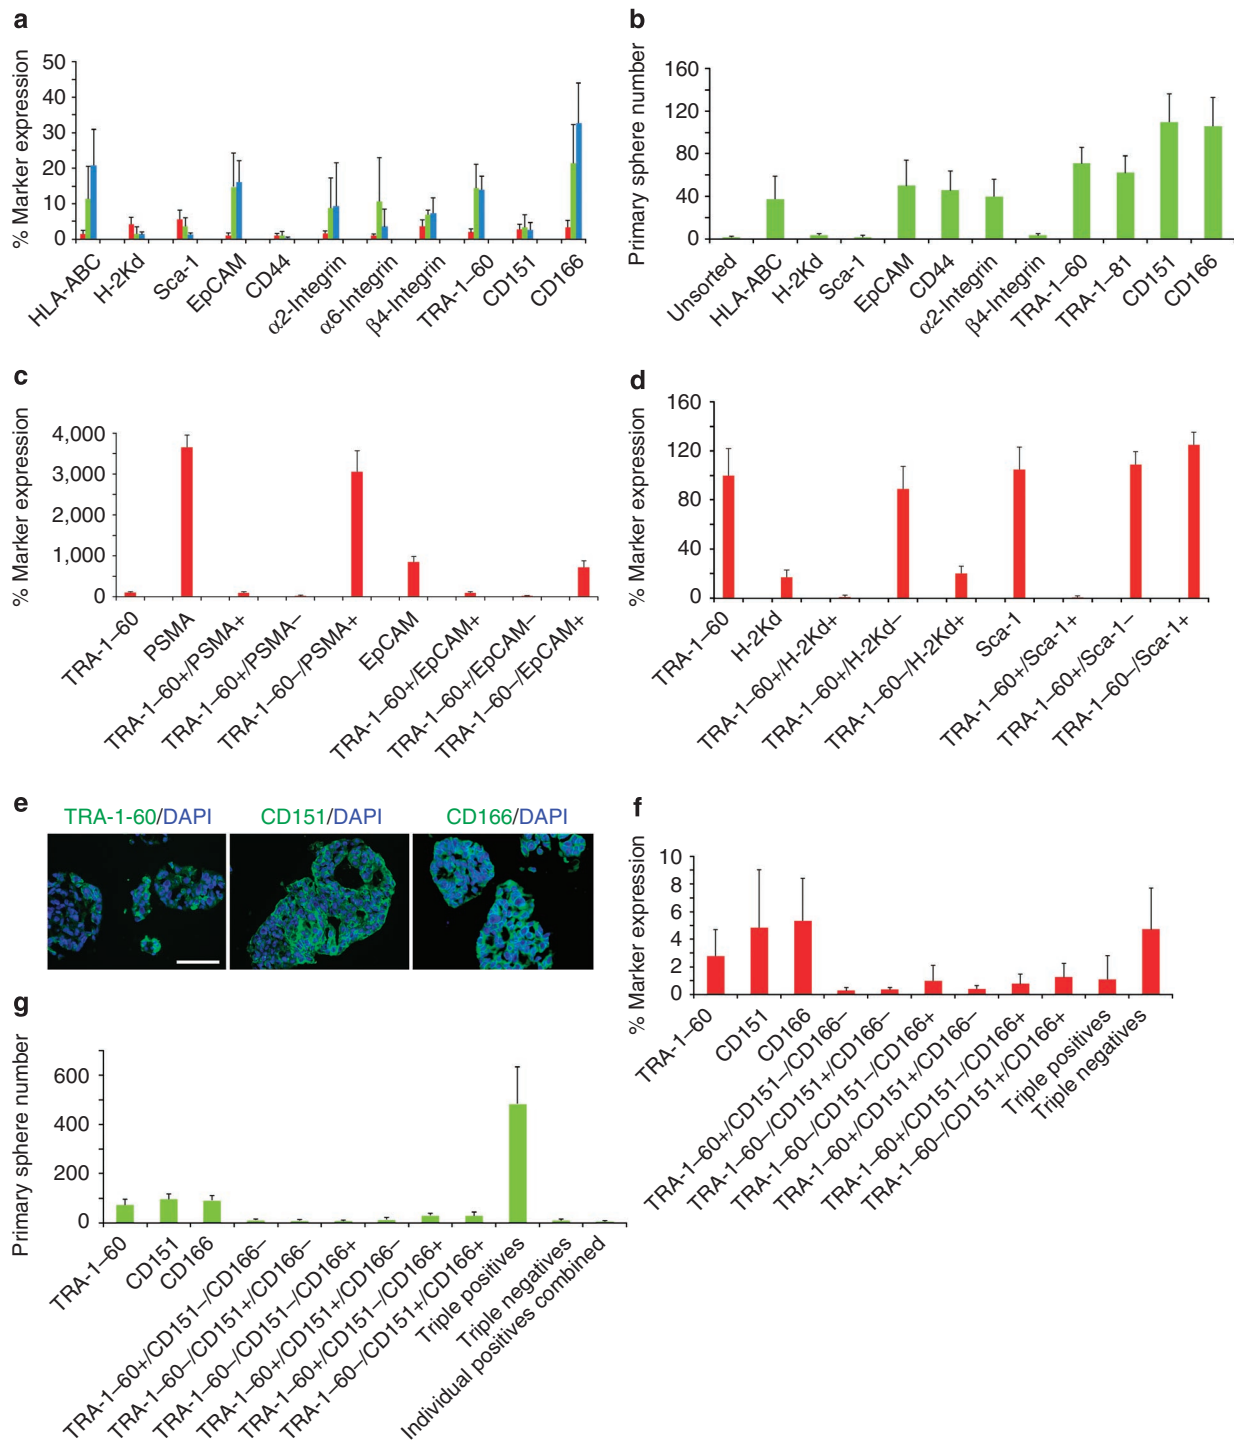 a
% Marker expression
50
40
30
20
10
0
HLA-ABC
H-2Kd
Sca-1
EpCAM
CD44
α2-Integrin
α6-Integrin
β4-Integrin
TRA-1–60
CD151
CD166
b
Primary sphere number
160
120
80
40
0
Unsorted
HLA-ABC
H-2Kd
Sca-1
EpCAM
CD44
α2-Integrin
β4-Integrin
TRA-1–60
TRA-1–81
CD151
CD166
c
% Marker expression
4,000
3,000
2,000
1,000
0
TRA-1–60
PSMA
TRA-1–60+/PSMA+
TRA-1–60+/PSMA–
TRA-1–60–/PSMA+
EpCAM
TRA-1–60+/EpCAM+
TRA-1–60+/EpCAM–
TRA-1–60–/EpCAM+
d
% Marker expression
160
120
80
40
0
TRA-1–60
H-2Kd
TRA-1–60+/H-2Kd+
TRA-1–60+/H-2Kd–
TRA-1–60–/H-2Kd+
Sca-1
TRA-1–60+/Sca-1+
TRA-1–60+/Sca-1–
TRA-1–60–/Sca-1+
e
TRA-1-60/DAPI
CD151/DAPI
CD166/DAPI
f
% Marker expression
10
8
6
4
2
0
TRA-1–60
CD151
CD166
TRA-1–60+/CD151–/CD166–
TRA-1–60–/CD151+/CD166–
TRA-1–60–/CD151–/CD166+
TRA-1–60+/CD151+/CD166–
TRA-1–60+/CD151–/CD166+
TRA-1–60–/CD151+/CD166+
Triple positives
Triple negatives
g
Primary sphere number
600
400
200
0
TRA-1–60
CD151
CD166
TRA-1–60+/CD151–/CD166–
TRA-1–60–/CD151+/CD166–
TRA-1–60–/CD151–/CD166+
TRA-1–60+/CD151+/CD166–
TRA-1–60+/CD151–/CD166+
TRA-1–60–/CD151+/CD166+
Triple positives
Triple negatives
Individual positives combined